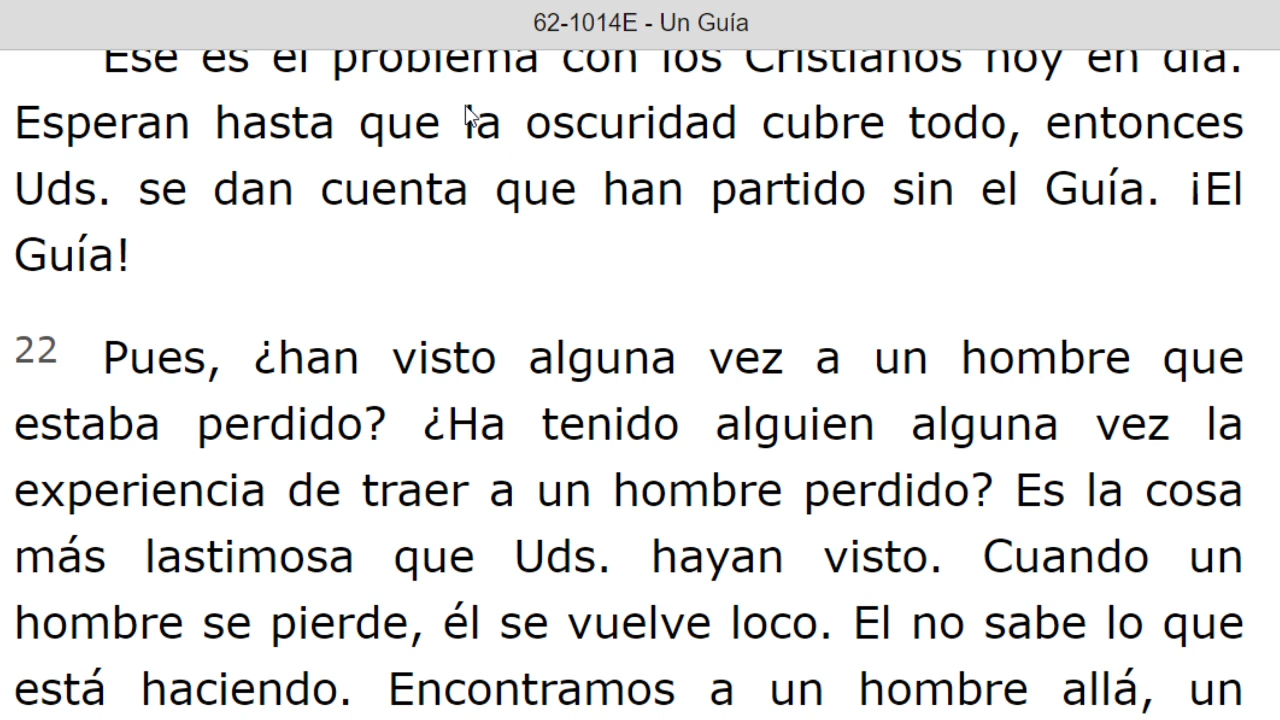 62-1014E - Un Guía
Ese es el problema con los Cristianos hoy en día.
Esperan hasta que la oscuridad cubre todo, entonces
Uds. se dan cuenta que han partido sin el Guía. ¡El
Guía!
22 Pues, ¿han visto alguna vez a un hombre que
estaba perdido? ¿Ha tenido alguien alguna vez la
experiencia de traer a un hombre perdido? Es la cosa
más lastimosa que Uds. hayan visto. Cuando un
hombre se pierde, él se vuelve loco. El no sabe lo que
está haciendo. Encontramos a un hombre allá, un